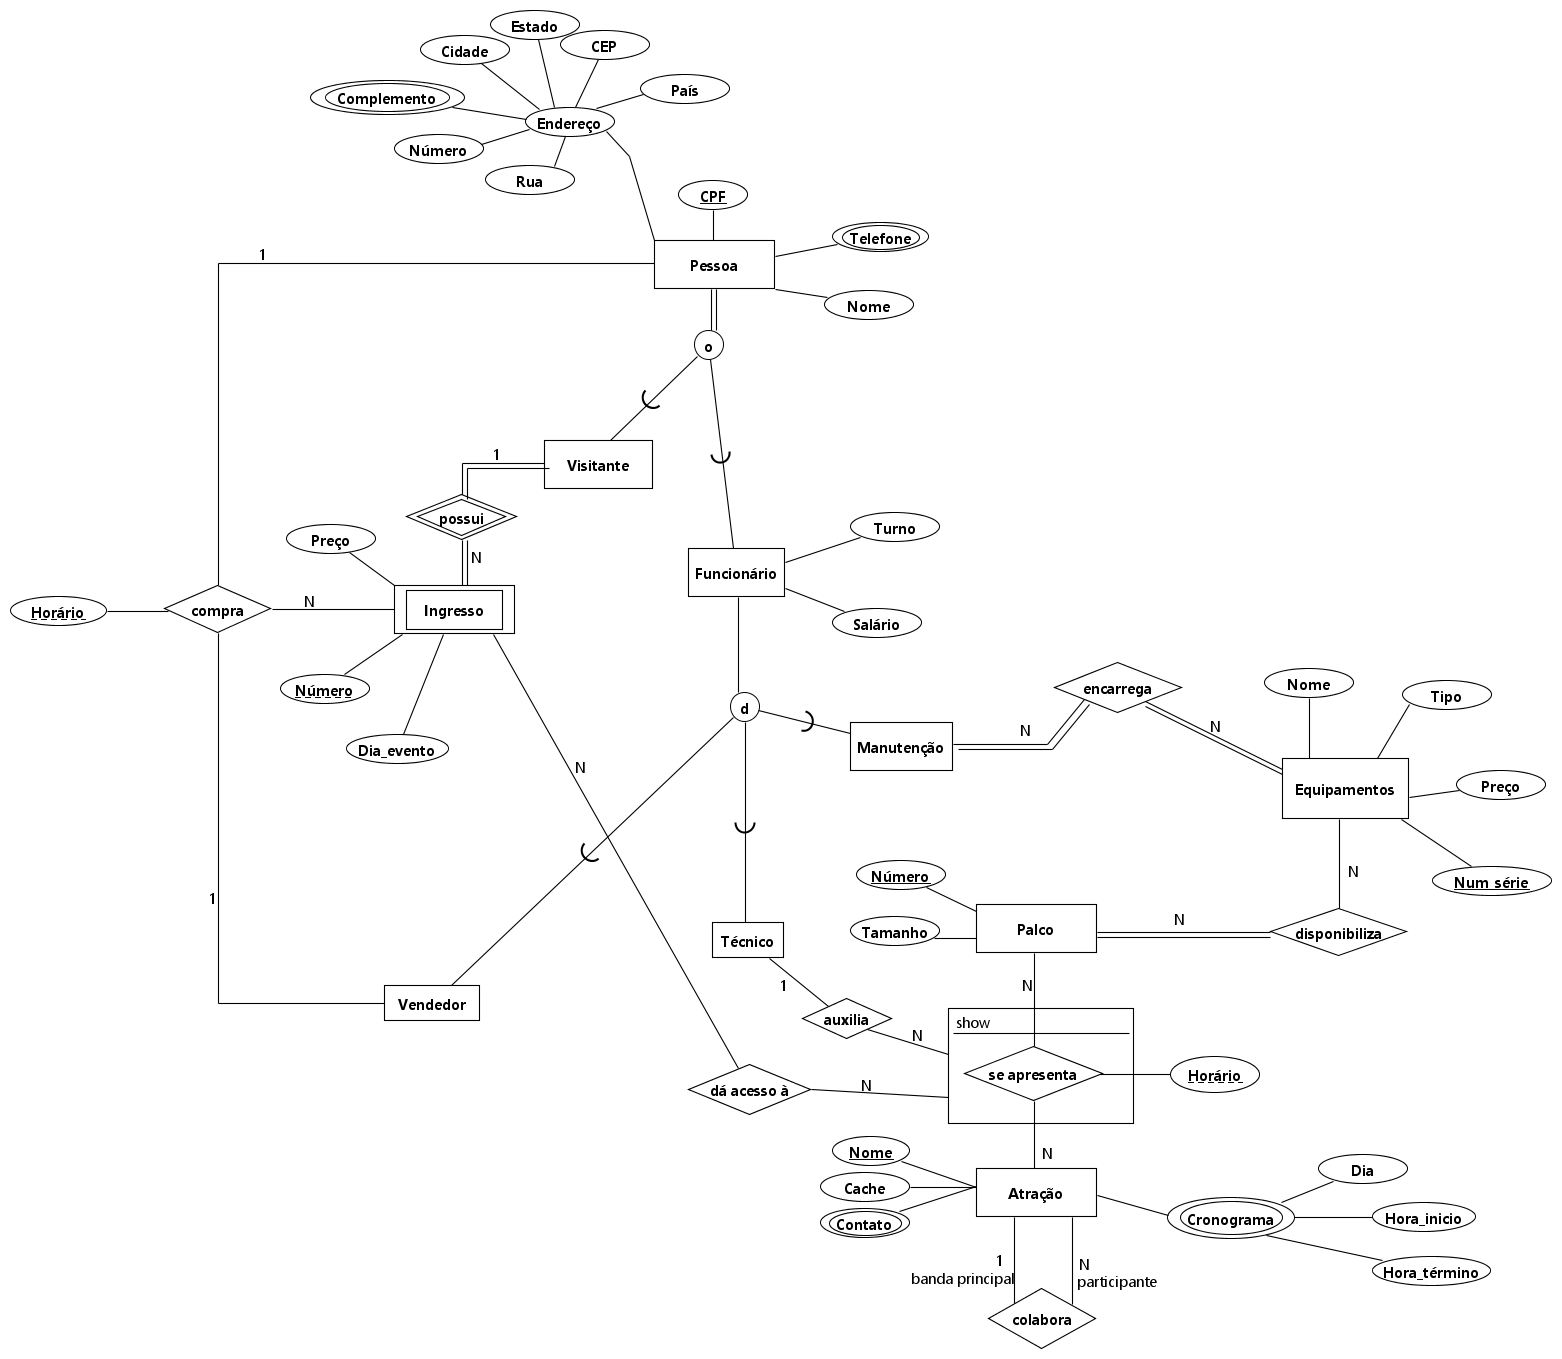 Estado
Cidade
CEP
País
Complemento
Endereço
Número
Rua
CPF
Telefone
1
Pessoa
Nome
o
1
Visitante
possui
Turno
Preço
N
Funcionário
compra
N
Ingresso
Horário
Salário
Número
encarrega
Nome
Tipo
d
N
N
Dia_evento
Manutenção
N
Equipamentos
Preço
Número
N
Num série
1
N
Palco
Tamanho
disponibiliza
Técnico
1
N
Vendedor
auxilia
show
N
se apresenta
Horário
dá acesso à
N
Nome
N
Dia
Cache
Atração
Contato
Cronograma
Hora_inicio
1
N
banda principal
participante
Hora_término
colabora